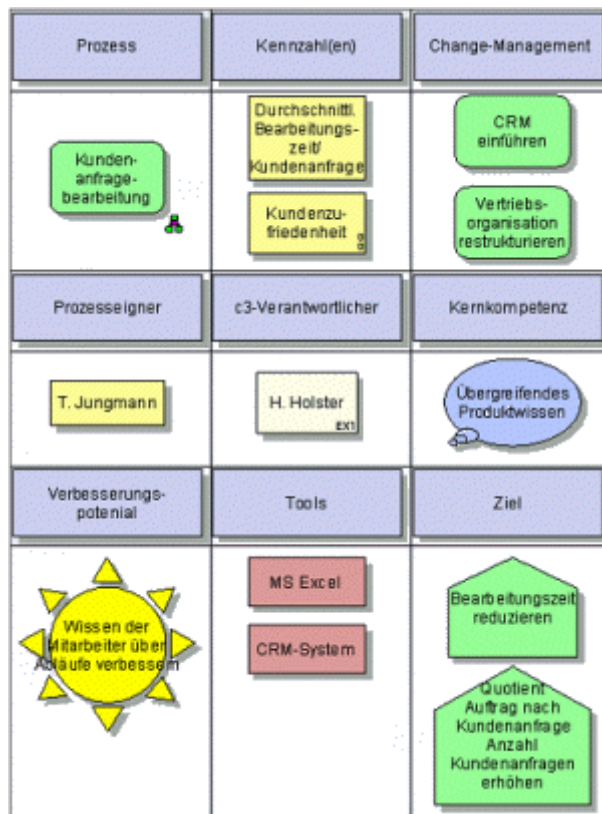 Prozess
Kennzahl(en)
Change-Management
Kunden-
anfrage-
bearbeitung
Durchschnittl.
Bearbeitungs-
zeit/
Kundenanfrage
Kundenzu-
friedenheit
CRM
einführen
Vertriebs-
organisation
restrukturieren
Prozesseigner
c3-Verantwortlicher
Kernkompetenz
T. Jungmann
H. Holster
EX1
Übergreifendes
Produktwissen
Verbesserungs-
potenial
Tools
Ziel
Wissen der
Mitarbeiter über
Abläufe verbessern
MS Excel
CRM-System
Bearbeitungszeit
reduzieren
Quotient
Auftrag nach
Kundenanfrage
Anzahl
Kundenanfragen
erhöhen